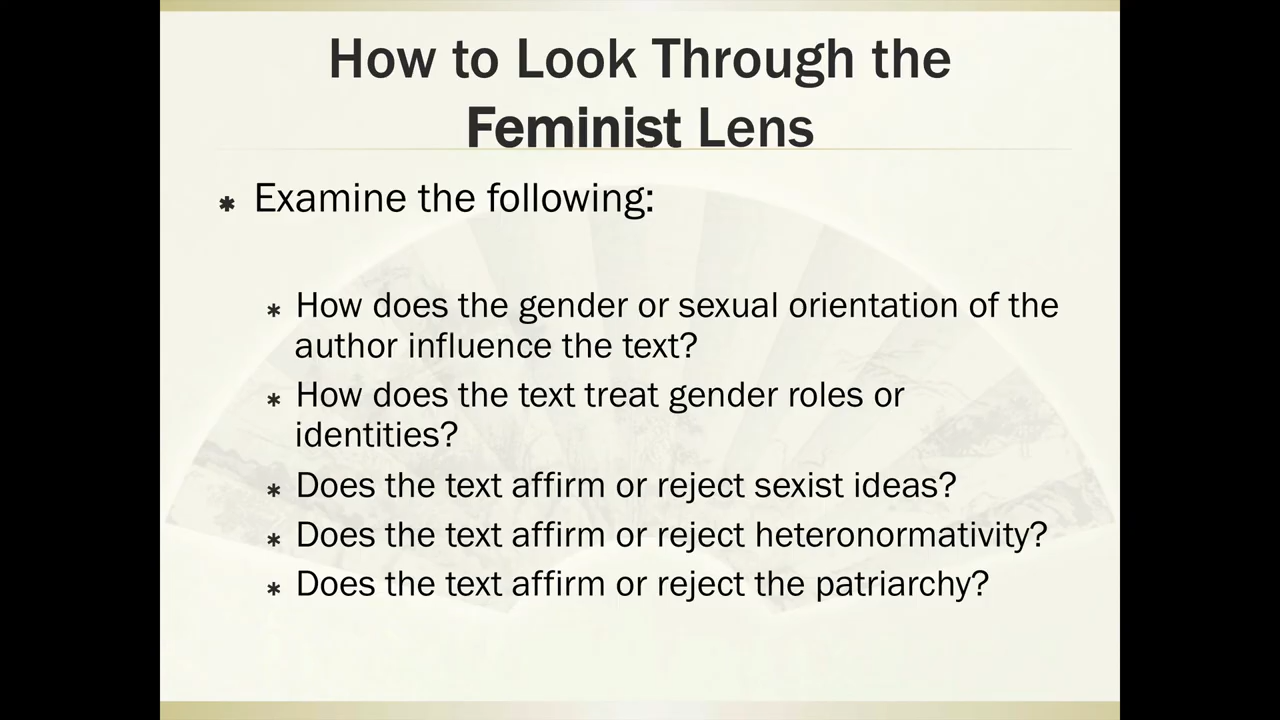 How to Look Through the
Feminist Lens
* Examine the following:
* How does the gender or sexual orientation of the
author influence the text?
* How does the text treat gender roles or
identities?
* Does the text affirm or reject sexist ideas?
* Does the text affirm or reject heteronormativity?
* Does the text affirm or reject the patriarchy?